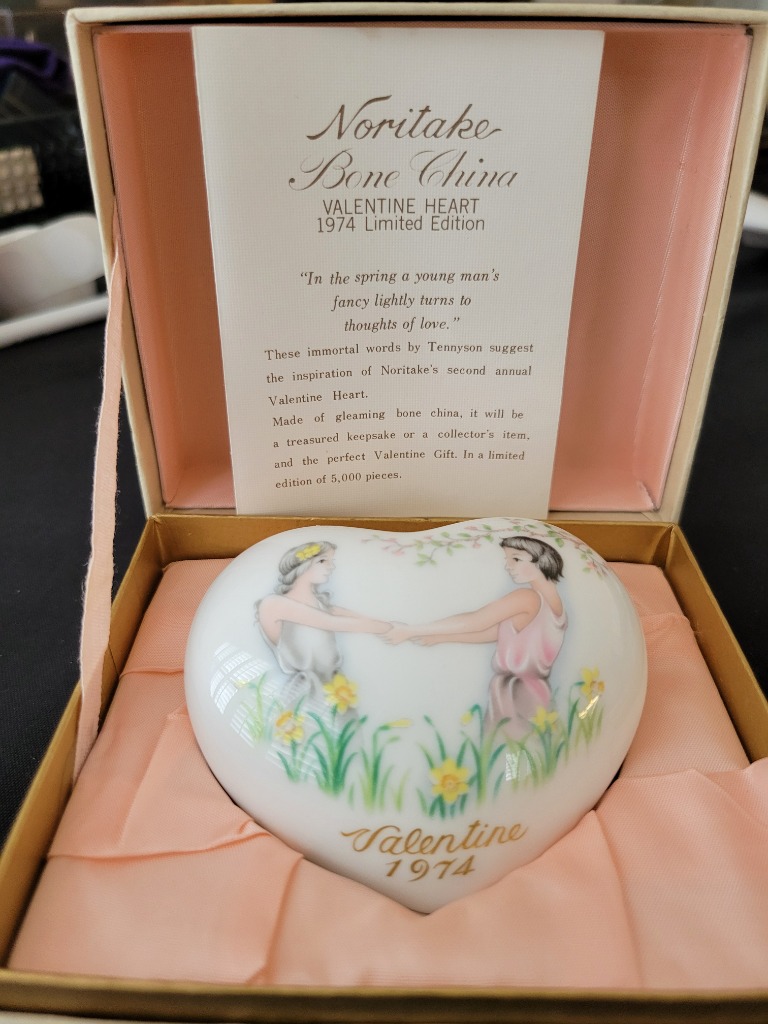 Noritake
Bone China
VALENTINE HEART
1974 Limited Edition
“In the spring a young man’s
fancy lightly turns to
thoughts of love.”
These immortal words by Tennyson suggest
the inspiration of Noritake’s second annual
Valentine Heart.
Made of gleaming bone china, it will be
a treasured keepsake or a collector’s item,
and the perfect Valentine Gift. In a limited
edition of 5,000 pieces.
Valentine
1974